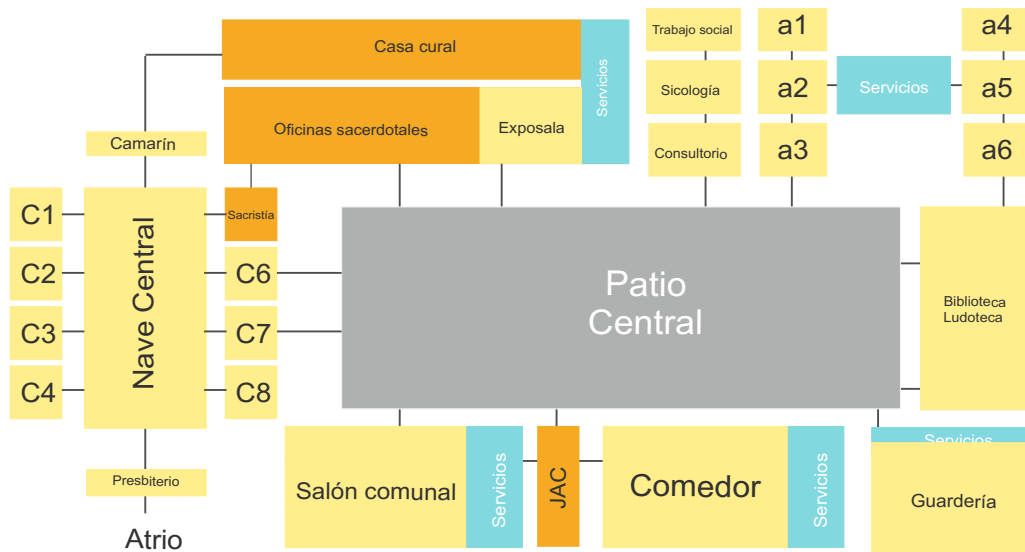 Casa cural
Servicios
Trabajo social
a1
a4
Sicología
a2
Servicios
a5
Oficinas sacerdotales
Exposala
Camarín
Consultorio
a3
a6
C1
Nave Central
Sacristía
C2
C6
Patio
Central
Biblioteca
Ludoteca
C3
C7
C4
C8
Presbiterio
Salón comunal
Servicios
JAC
Comedor
Servicios
Servicios
Guardería
Atrio